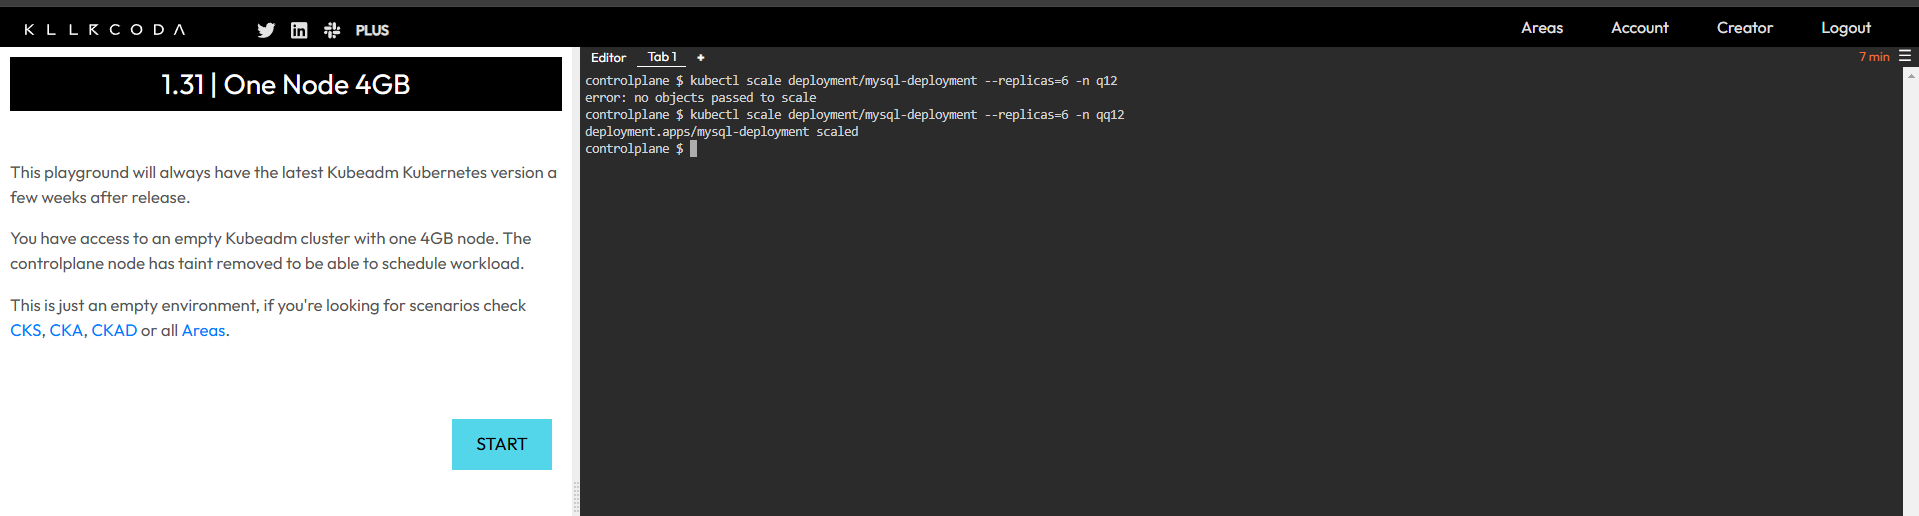 KILLERCODA
PLUS
Areas Account Creator Logout
1.31 | One Node 4GB
This playground will always have the latest Kubeadm Kubernetes version a
few weeks after release.
You have access to an empty Kubeadm cluster with one 4GB node. The
controlplane node has taint removed to be able to schedule workload.
This is just an empty environment, if you're looking for scenarios check
CKS, CKA, CKAD or all Areas.
START
Editor Tab 1 +
7 min
controlplane $ kubectl scale deployment/mysql-deployment --replicas=6 -n q12
error: no objects passed to scale
controlplane $ kubectl scale deployment/mysql-deployment --replicas=6 -n qq12
deployment.apps/mysql-deployment scaled
controlplane $